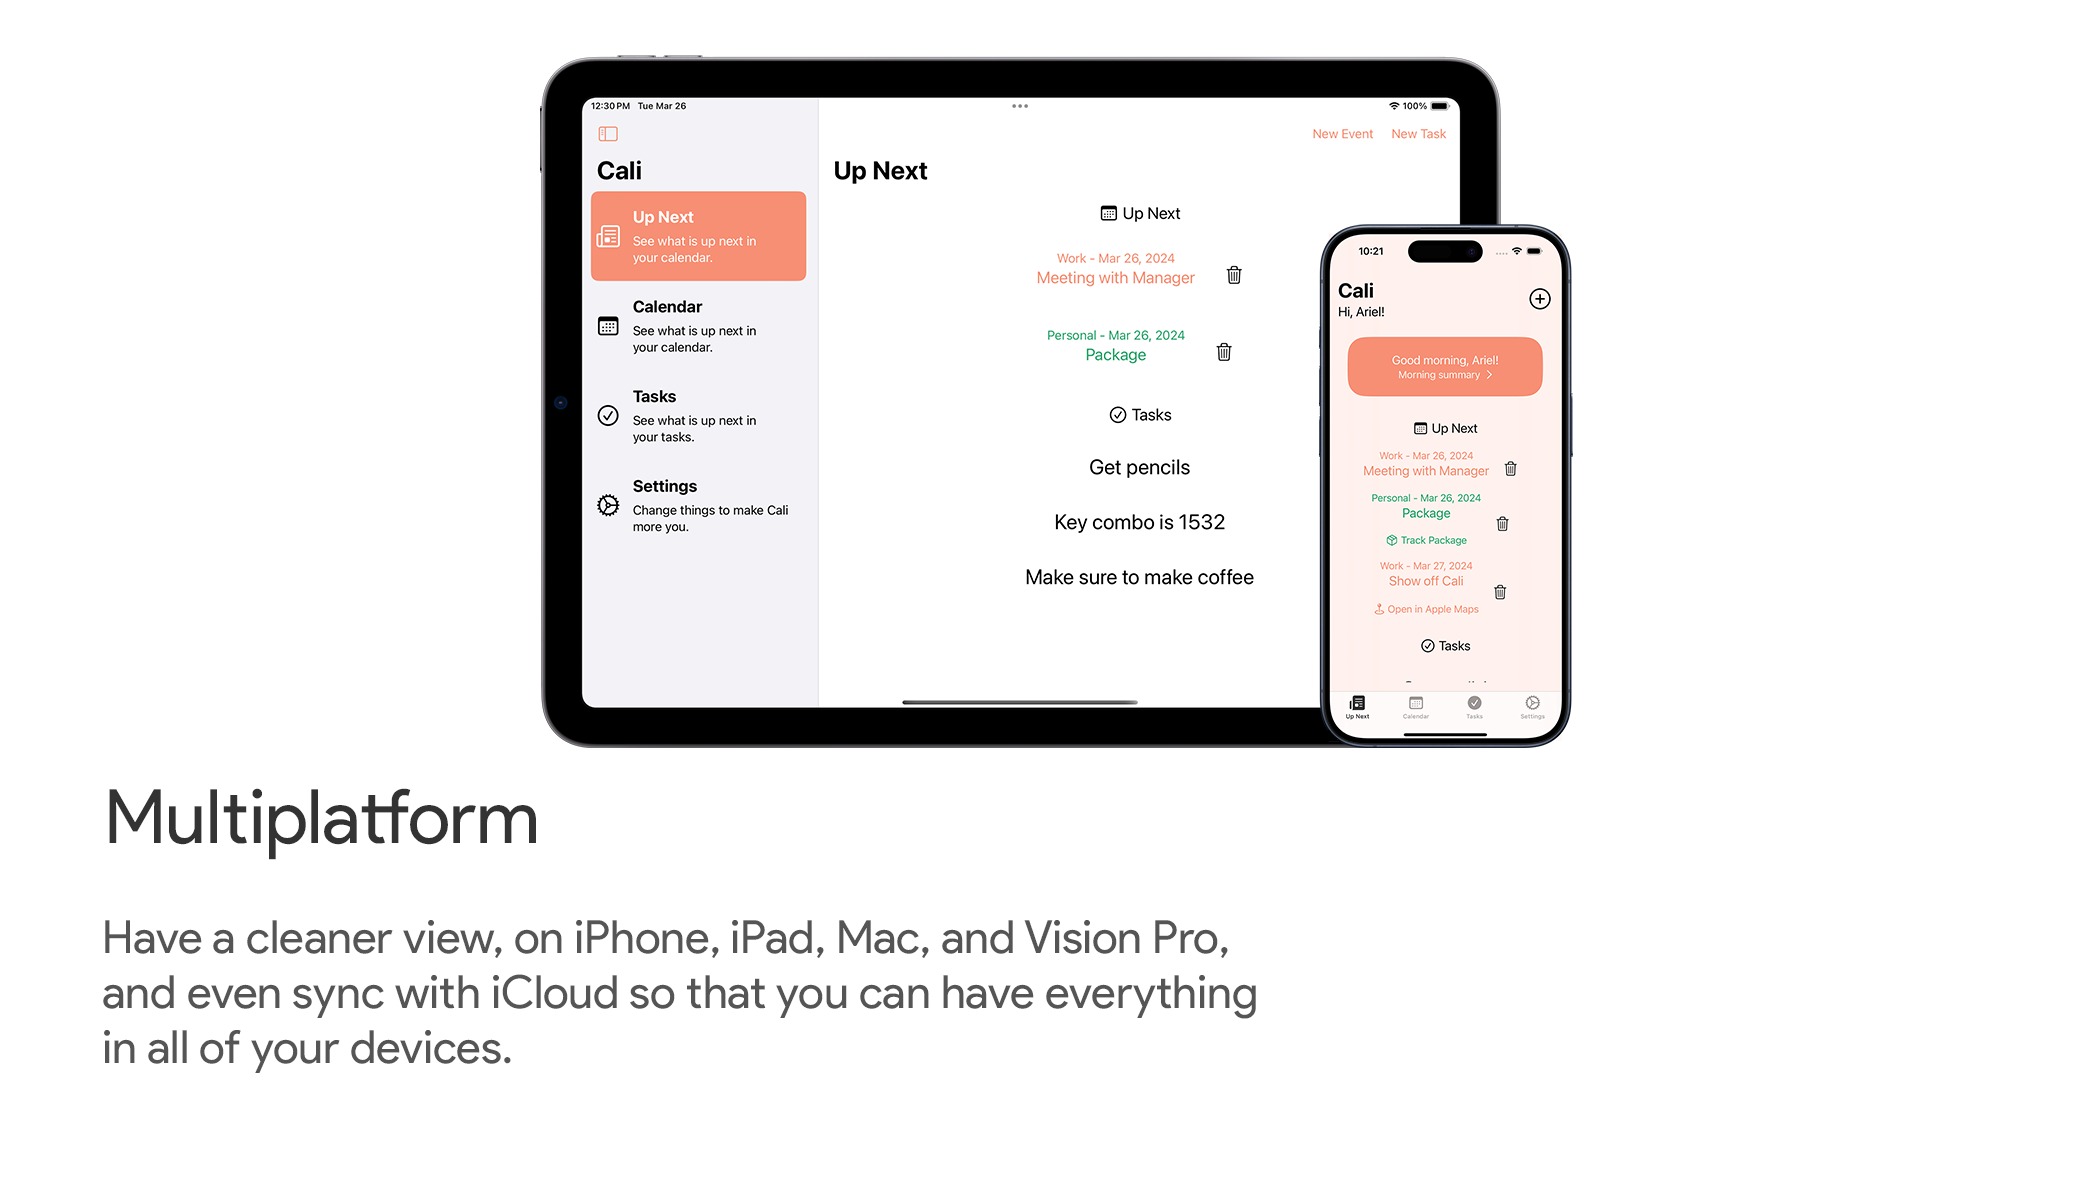 12:30 PM Tue Mar 26
100%
New Event New Task
Cali
Up Next
See what is up next in
your calendar.
Calendar
See what is up next in
your calendar.
Tasks
See what is up next in
your tasks.
Settings
Change things to make Cali
more you.
Up Next
Up Next
Work - Mar 26, 2024
Meeting with Manager
Personal - Mar 26, 2024
Package
Tasks
Get pencils
Key combo is 1532
Make sure to make coffee
10:21
Cali
Hi, Ariel!
Good morning, Ariel!
Morning summary
Up Next
Work - Mar 26, 2024
Meeting with Manager
Personal - Mar 26, 2024
Package
Track Package
Work - Mar 27, 2024
Show off Cali
Open in Apple Maps
Tasks
Up Next Calendar Tasks Settings
Multiplatform
Have a cleaner view, on iPhone, iPad, Mac, and Vision Pro,
and even sync with iCloud so that you can have everything
in all of your devices.